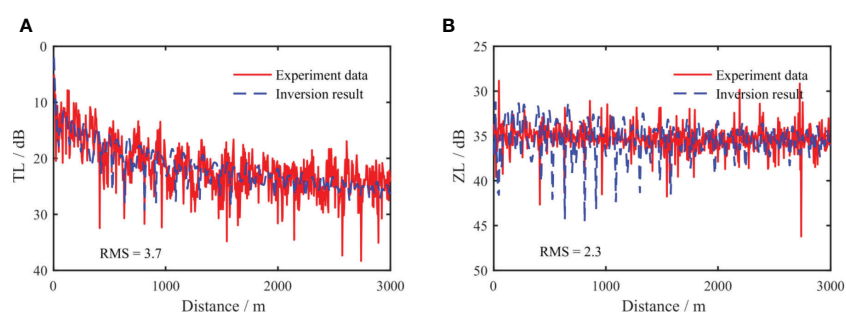 A
0
10
20
30
40
TL / dB
Experiment data
Inversion result
RMS = 3.7
0
1000
2000
3000
Distance / m
B
25
30
35
40
45
50
ZL / dB
Experiment data
Inversion result
RMS = 2.3
0
1000
2000
3000
Distance / m